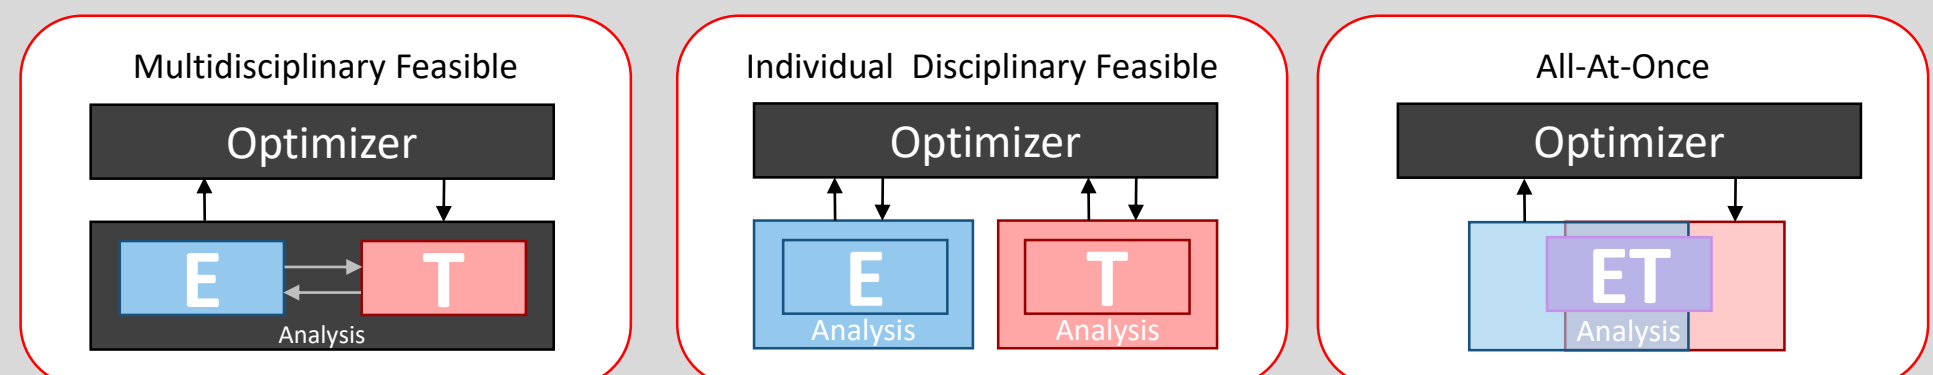 Multidisciplinary Feasible
Optimizer
E
T
Analysis
Individual Disciplinary Feasible
Optimizer
E
Analysis
T
Analysis
All-At-Once
Optimizer
ET
Analysis